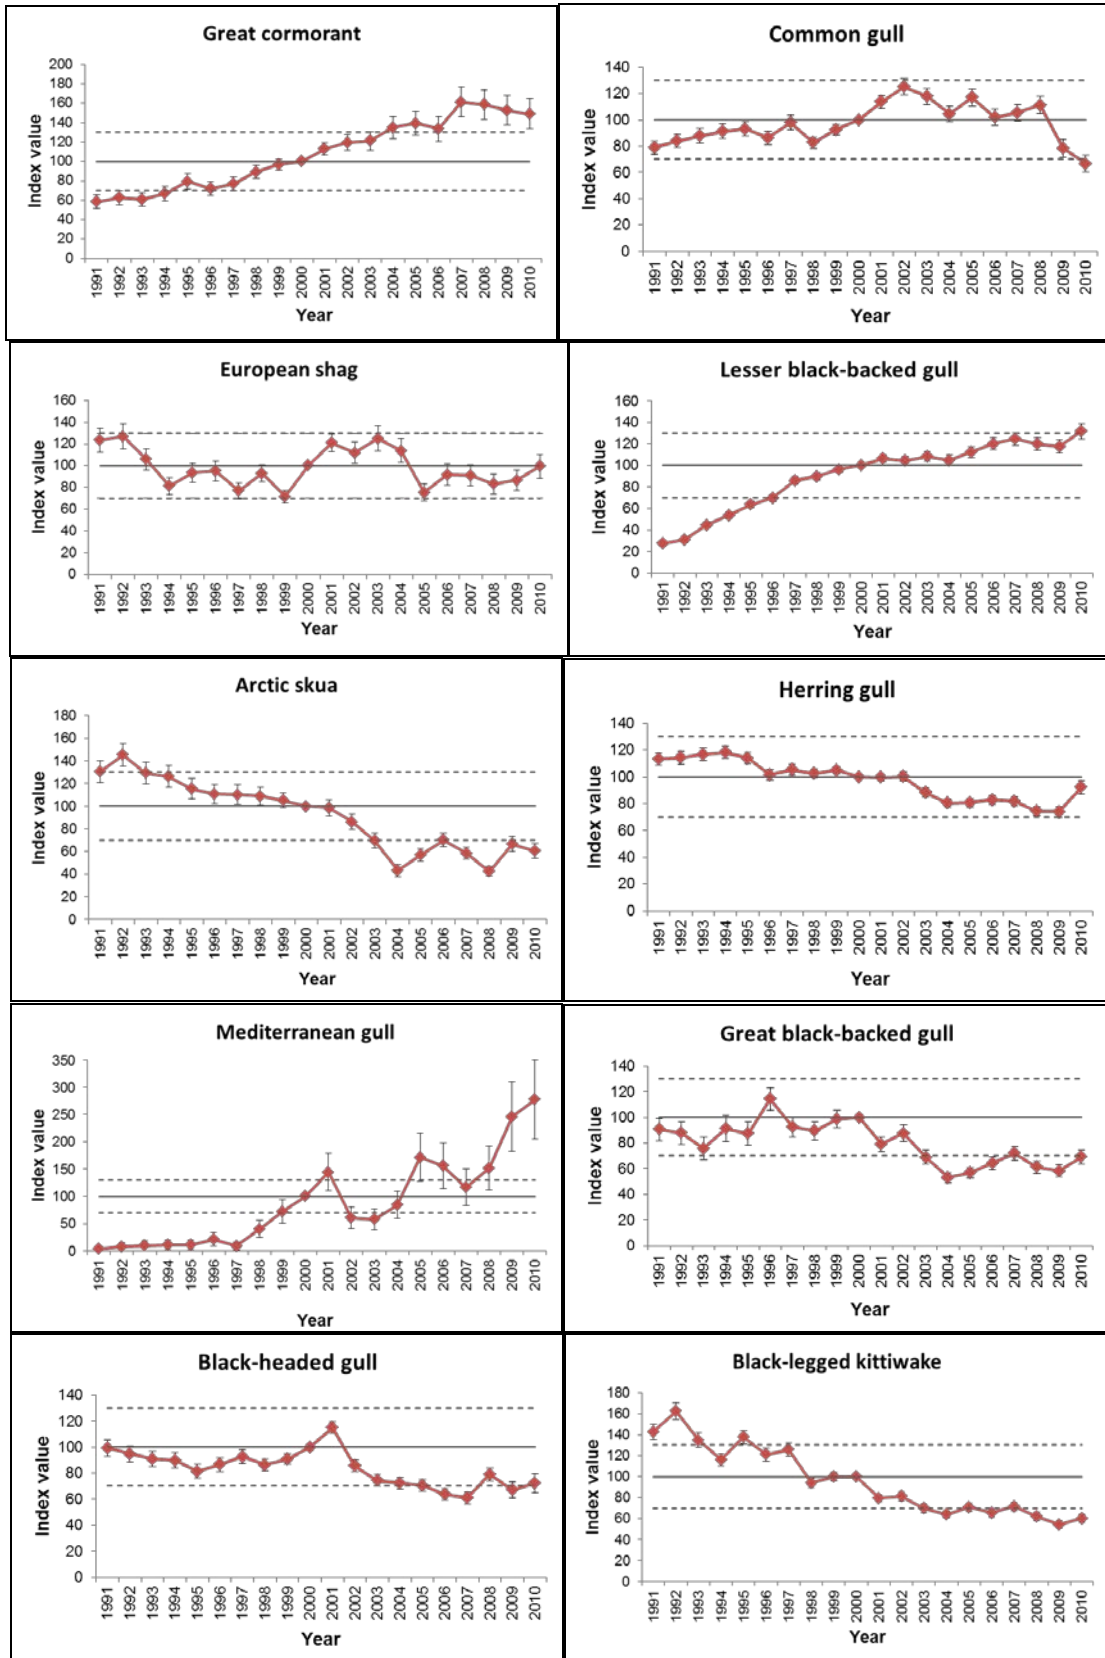 Great cormorant
Index value
200
180
160
140
120
100
80
60
40
20
0
1991 1992 1993 1994 1995 1996 1997 1998 1999 2000 2001 2002 2003 2004 2005 2006 2007 2008 2009 2010
Year
Common gull
Index value
140
120
100
80
60
40
20
0
1991 1992 1993 1994 1995 1996 1997 1998 1999 2000 2001 2002 2003 2004 2005 2006 2007 2008 2009 2010
Year
European shag
Index value
160
140
120
100
80
60
40
20
0
1991 1992 1993 1994 1995 1996 1997 1998 1999 2000 2001 2002 2003 2004 2005 2006 2007 2008 2009 2010
Year
Lesser black-backed gull
Index value
160
140
120
100
80
60
40
20
0
1991 1992 1993 1994 1995 1996 1997 1998 1999 2000 2001 2002 2003 2004 2005 2006 2007 2008 2009 2010
Year
Arctic skua
Index value
180
160
140
120
100
80
60
40
20
0
1991 1992 1993 1994 1995 1996 1997 1998 1999 2000 2001 2002 2003 2004 2005 2006 2007 2008 2009 2010
Year
Herring gull
Index value
140
120
100
80
60
40
20
0
1991 1992 1993 1994 1995 1996 1997 1998 1999 2000 2001 2002 2003 2004 2005 2006 2007 2008 2009 2010
Year
Mediterranean gull
Index value
350
300
250
200
150
100
50
0
1991 1992 1993 1994 1995 1996 1997 1998 1999 2000 2001 2002 2003 2004 2005 2006 2007 2008 2009 2010
Year
Great black-backed gull
Index value
140
120
100
80
60
40
20
0
1991 1992 1993 1994 1995 1996 1997 1998 1999 2000 2001 2002 2003 2004 2005 2006 2007 2008 2009 2010
Year
Black-headed gull
Index value
140
120
100
80
60
40
20
0
1991 1992 1993 1994 1995 1996 1997 1998 1999 2000 2001 2002 2003 2004 2005 2006 2007 2008 2009 2010
Year
Black-legged kittiwake
Index value
180
160
140
120
100
80
60
40
20
0
1991 1992 1993 1994 1995 1996 1997 1998 1999 2000 2001 2002 2003 2004 2005 2006 2007 2008 2009 2010
Year